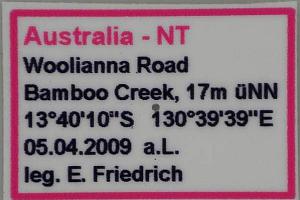 Australia - NT
Woolianna Road
Bamboo Creek, 17m üNN
13°40'10"S 130°39'39"E
05.04.2009 a.L.
leg. E. Friedrich